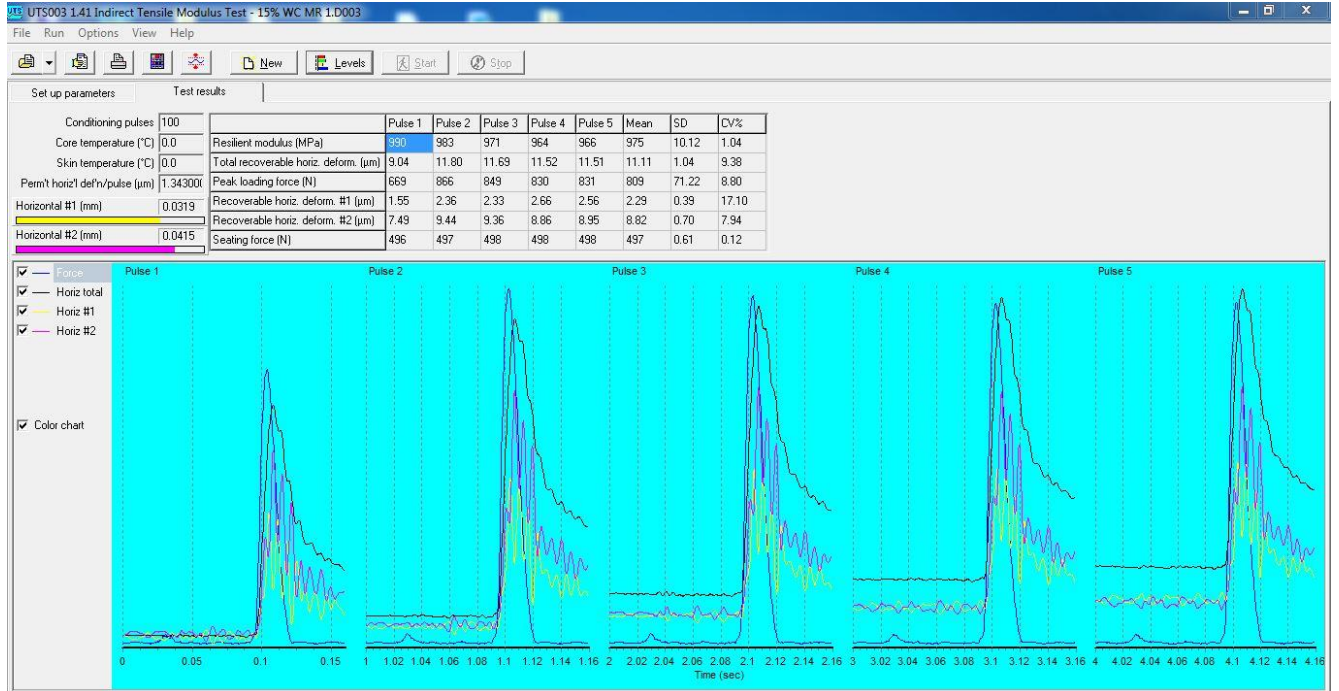 UTS003 1.41 Indirect Tensile Modulus Test - 15% WC MR 1.D003
File Run Options View Help
New Levels Start Stop
Set up parameters Test results
Conditioning pulses 100
Core temperature (°C) 0.0
Skin temperature (°C) 0.0
Perm't horiz'l def'n/pulse (µm) 1.34300(
Horizontal #1 (mm) 0.0319
Horizontal #2 (mm) 0.0415
Pulse 1 Pulse 2 Pulse 3 Pulse 4 Pulse 5 Mean SD CV%
Resilient modulus (MPa) 990 983 971 964 966 975 10.12 1.04
Total recoverable horiz. deform. (µm) 9.04 11.80 11.69 11.52 11.51 11.11 1.04 9.38
Peak loading force (N) 669 866 849 830 831 809 71.22 8.80
Recoverable horiz. deform. #1 (µm) 1.55 2.36 2.33 2.66 2.56 2.29 0.39 17.10
Recoverable horiz. deform. #2 (µm) 7.49 9.44 9.36 8.86 8.95 8.82 0.70 7.94
Seating force (N) 496 497 498 498 498 497 0.61 0.12
Force
Horiz total
Horiz #1
Horiz #2
Color chart
Pulse 1 Pulse 2 Pulse 3 Pulse 4 Pulse 5
0 0.05 0.1 0.15 1 1.02 1.04 1.06 1.08 1.1 1.12 1.14 1.16 2 2.02 2.04 2.06 2.08 2.1 2.12 2.14 2.16 3 3.02 3.04 3.06 3.08 3.1 3.12 3.14 3.16 4 4.02 4.04 4.06 4.08 4.1 4.12 4.14 4.16
Time (sec)